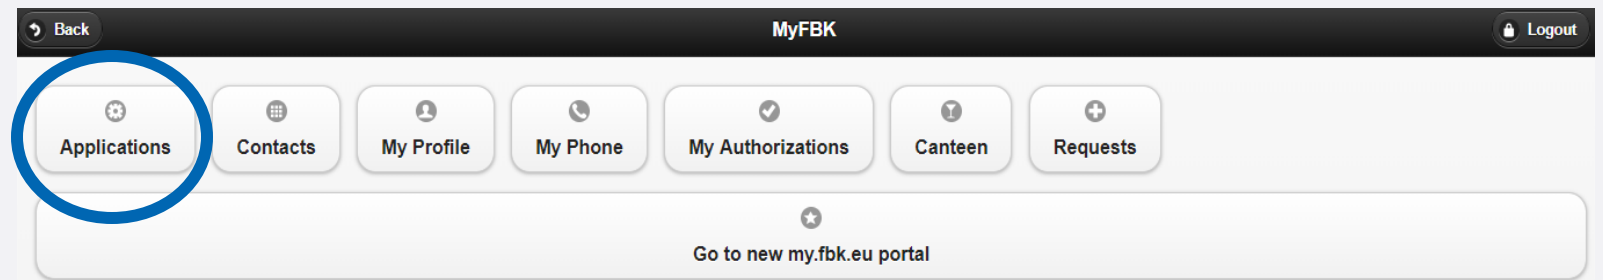 Back
MyFBK
Logout
Applications
Contacts
My Profile
My Phone
My Authorizations
Canteen
Requests
Go to new my.fbk.eu portal